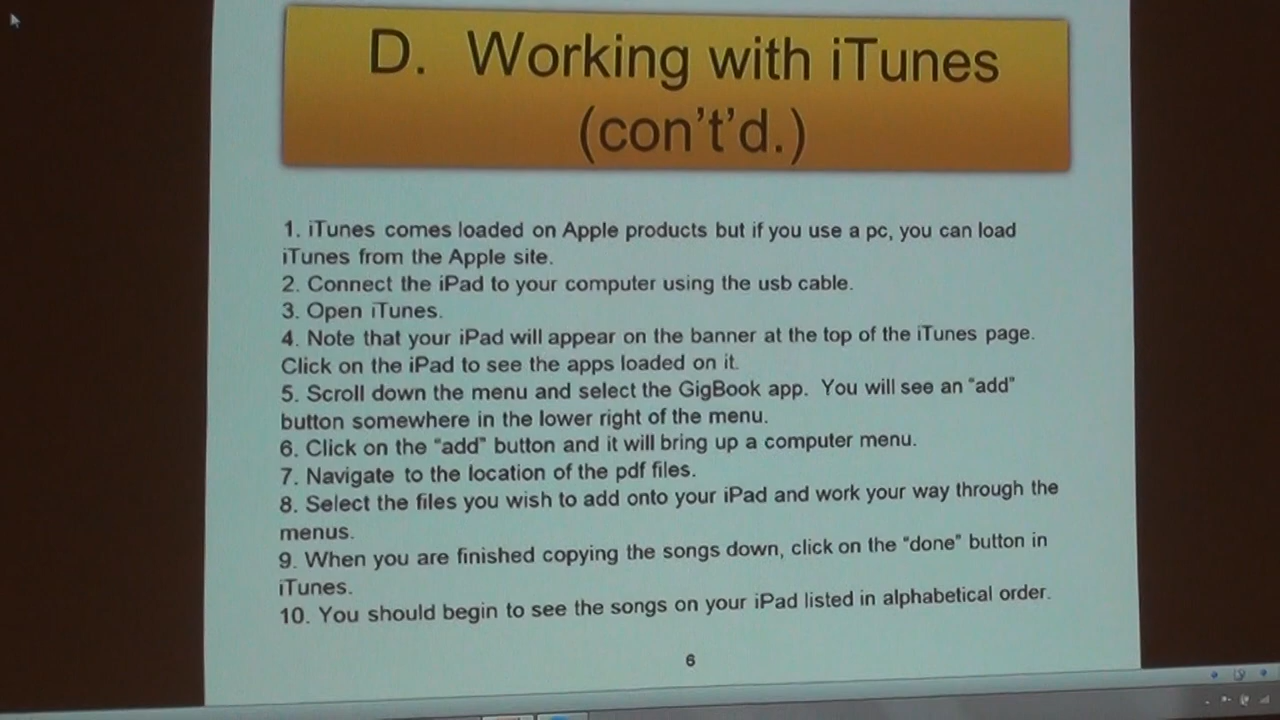 D. Working with iTunes
(con't'd.)
1. iTunes comes loaded on Apple products but if you use a pc, you can load
iTunes from the Apple site.
2. Connect the iPad to your computer using the usb cable.
3. Open iTunes.
4. Note that your iPad will appear on the banner at the top of the iTunes page.
Click on the iPad to see the apps loaded on it.
5. Scroll down the menu and select the GigBook app. You will see an “add”
button somewhere in the lower right of the menu.
6. Click on the “add” button and it will bring up a computer menu.
7. Navigate to the location of the pdf files.
8. Select the files you wish to add onto your iPad and work your way through the
menus.
9. When you are finished copying the songs down, click on the “done” button in
iTunes.
10. You should begin to see the songs on your iPad listed in alphabetical order.
6